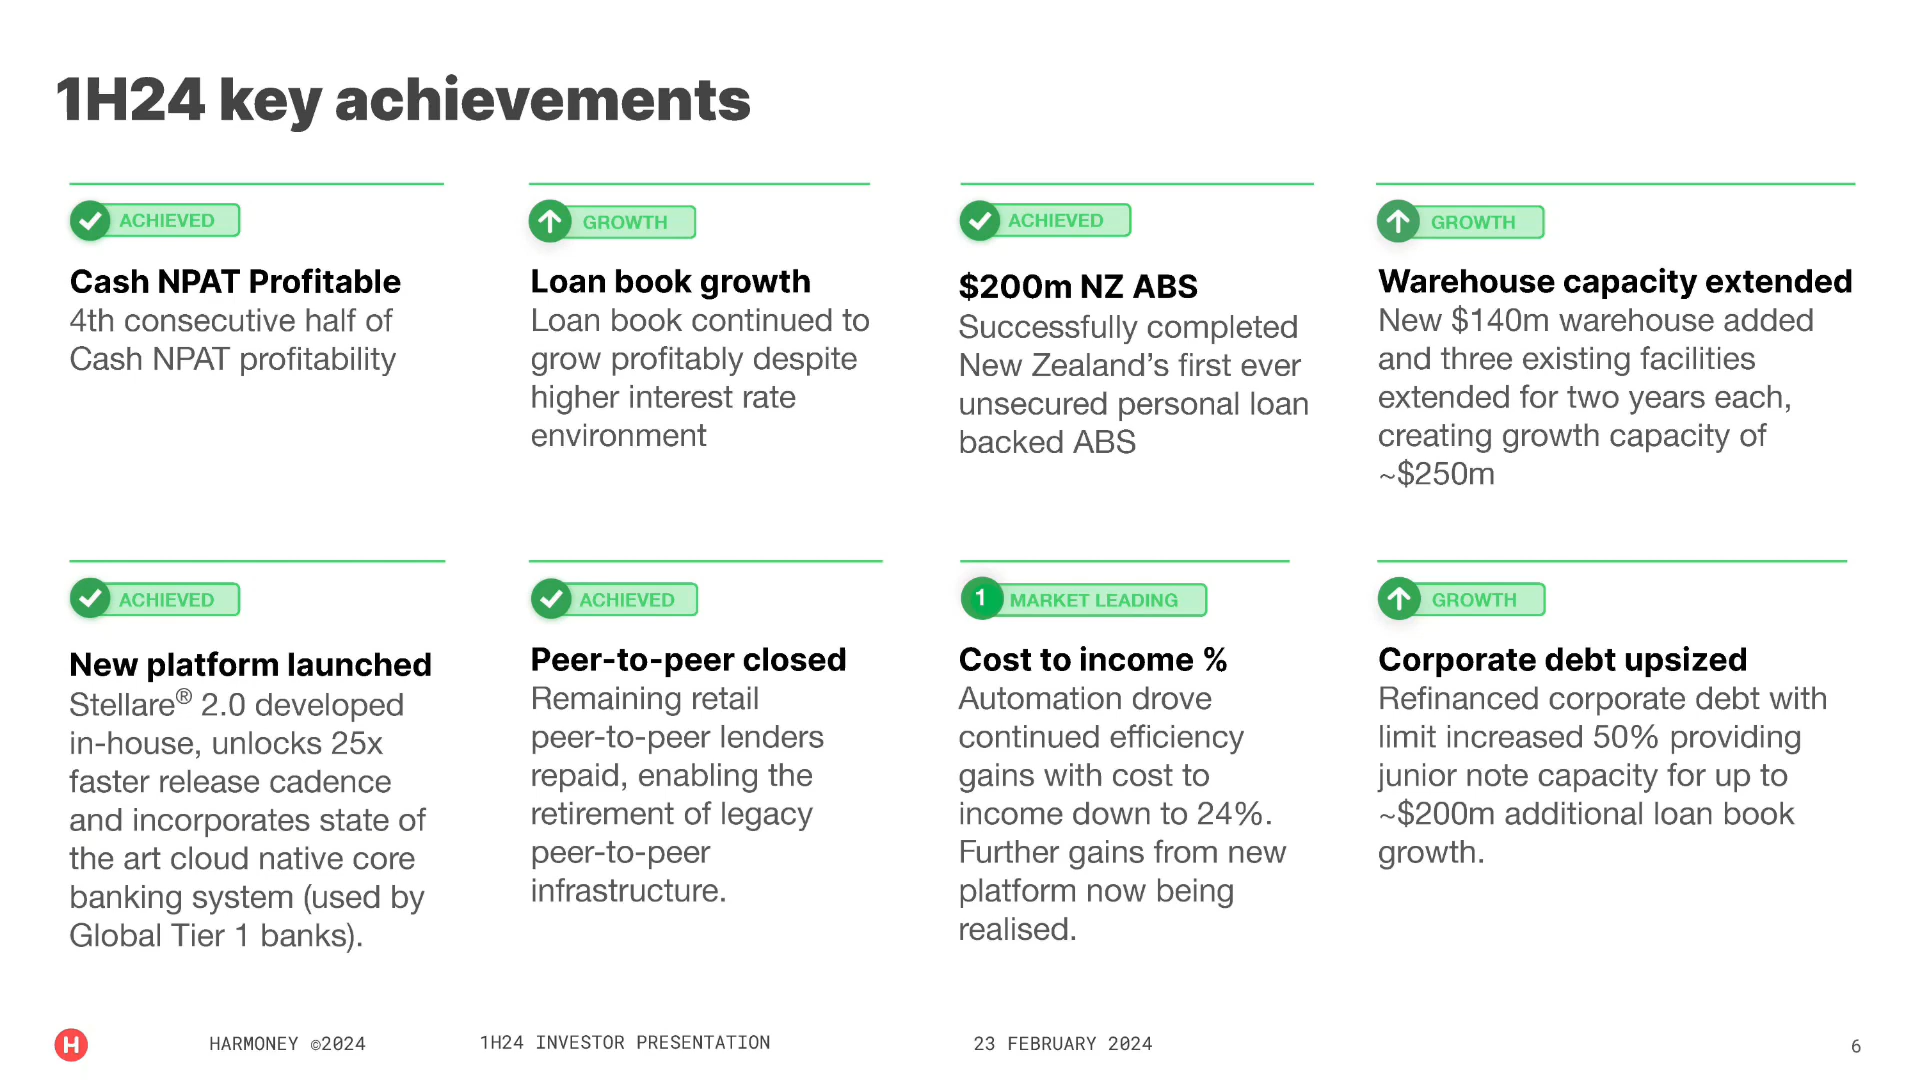 1H24 key achievements
ACHIEVED
Cash NPAT Profitable
4th consecutive half of
Cash NPAT profitability
GROWTH
Loan book growth
Loan book continued to
grow profitably despite
higher interest rate
environment
ACHIEVED
$200m NZ ABS
Successfully completed
New Zealand’s first ever
unsecured personal loan
backed ABS
GROWTH
Warehouse capacity extended
New $140m warehouse added
and three existing facilities
extended for two years each,
creating growth capacity of
~$250m
ACHIEVED
New platform launched
Stellare® 2.0 developed
in-house, unlocks 25x
faster release cadence
and incorporates state of
the art cloud native core
banking system (used by
Global Tier 1 banks).
ACHIEVED
Peer-to-peer closed
Remaining retail
peer-to-peer lenders
repaid, enabling the
retirement of legacy
peer-to-peer
infrastructure.
1 MARKET LEADING
Cost to income %
Automation drove
continued efficiency
gains with cost to
income down to 24%.
Further gains from new
platform now being
realised.
GROWTH
Corporate debt upsized
Refinanced corporate debt with
limit increased 50% providing
junior note capacity for up to
~$200m additional loan book
growth.
H
HARMONEY ©2024
1H24 INVESTOR PRESENTATION
23 FEBRUARY 2024
6